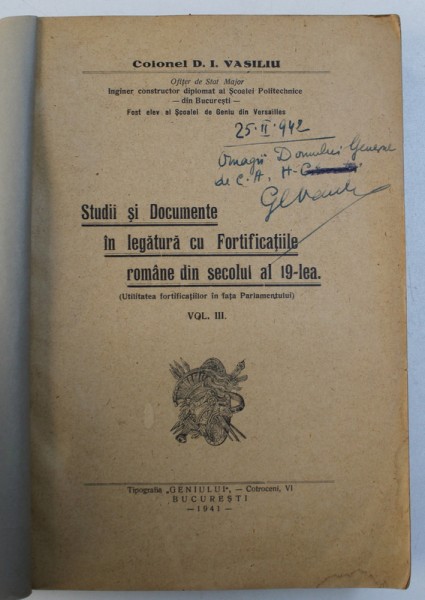 Colonel D. I. VASILIU
Ofițer de Stat Major
Inginer constructor diplomat al Școalei Politechnice
— din București —
Fost elev al Școalei de Geniu din Versailles
25·II·942
Omagii Domnului General
de C. A. H-
Studii și Documente
în legătură cu Fortificațiile
române din secolul al 19-lea.
(Utilitatea fortificațiilor în fața Parlamentului)
VOL. III.
Tipografia „GENIULUI", — Cotroceni, VI
BUCUREȘTI
— 1941 —